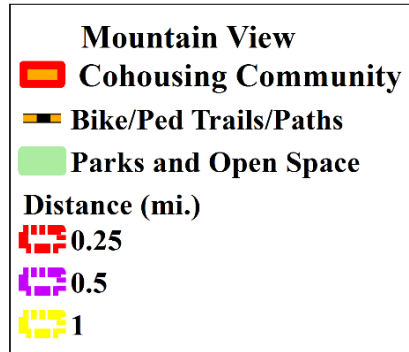 Mountain View
Cohousing Community
Bike/Ped Trails/Paths
Parks and Open Space
Distance (mi.)
0.25
0.5
1